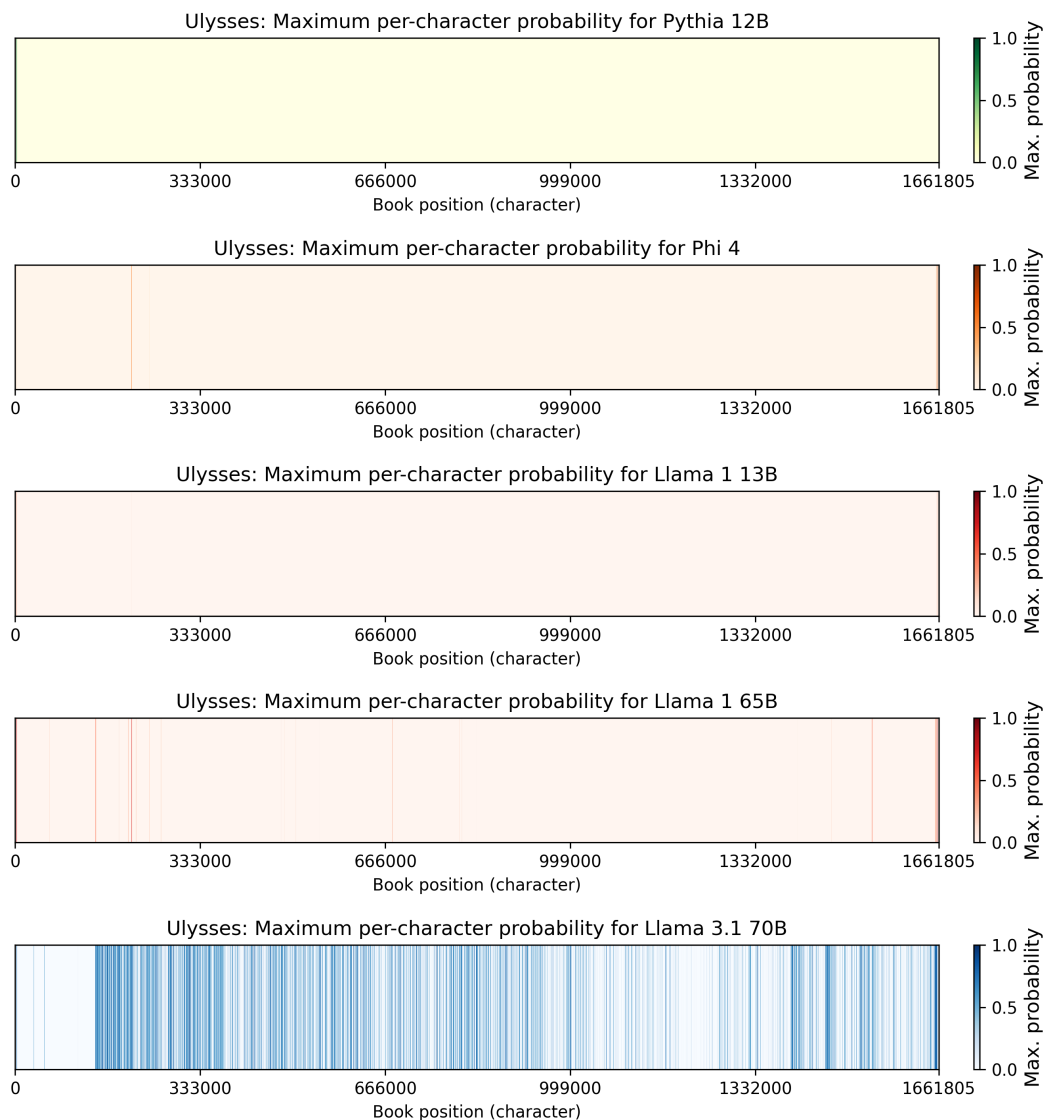 Ulysses: Maximum per-character probability for Pythia 12B
1.0
0.5
0.0
Max. probability
0 333000 666000 999000 1332000 1661805
Book position (character)
Ulysses: Maximum per-character probability for Phi 4
1.0
0.5
0.0
Max. probability
0 333000 666000 999000 1332000 1661805
Book position (character)
Ulysses: Maximum per-character probability for Llama 1 13B
1.0
0.5
0.0
Max. probability
0 333000 666000 999000 1332000 1661805
Book position (character)
Ulysses: Maximum per-character probability for Llama 1 65B
1.0
0.5
0.0
Max. probability
0 333000 666000 999000 1332000 1661805
Book position (character)
Ulysses: Maximum per-character probability for Llama 3.1 70B
1.0
0.5
0.0
Max. probability
0 333000 666000 999000 1332000 1661805
Book position (character)